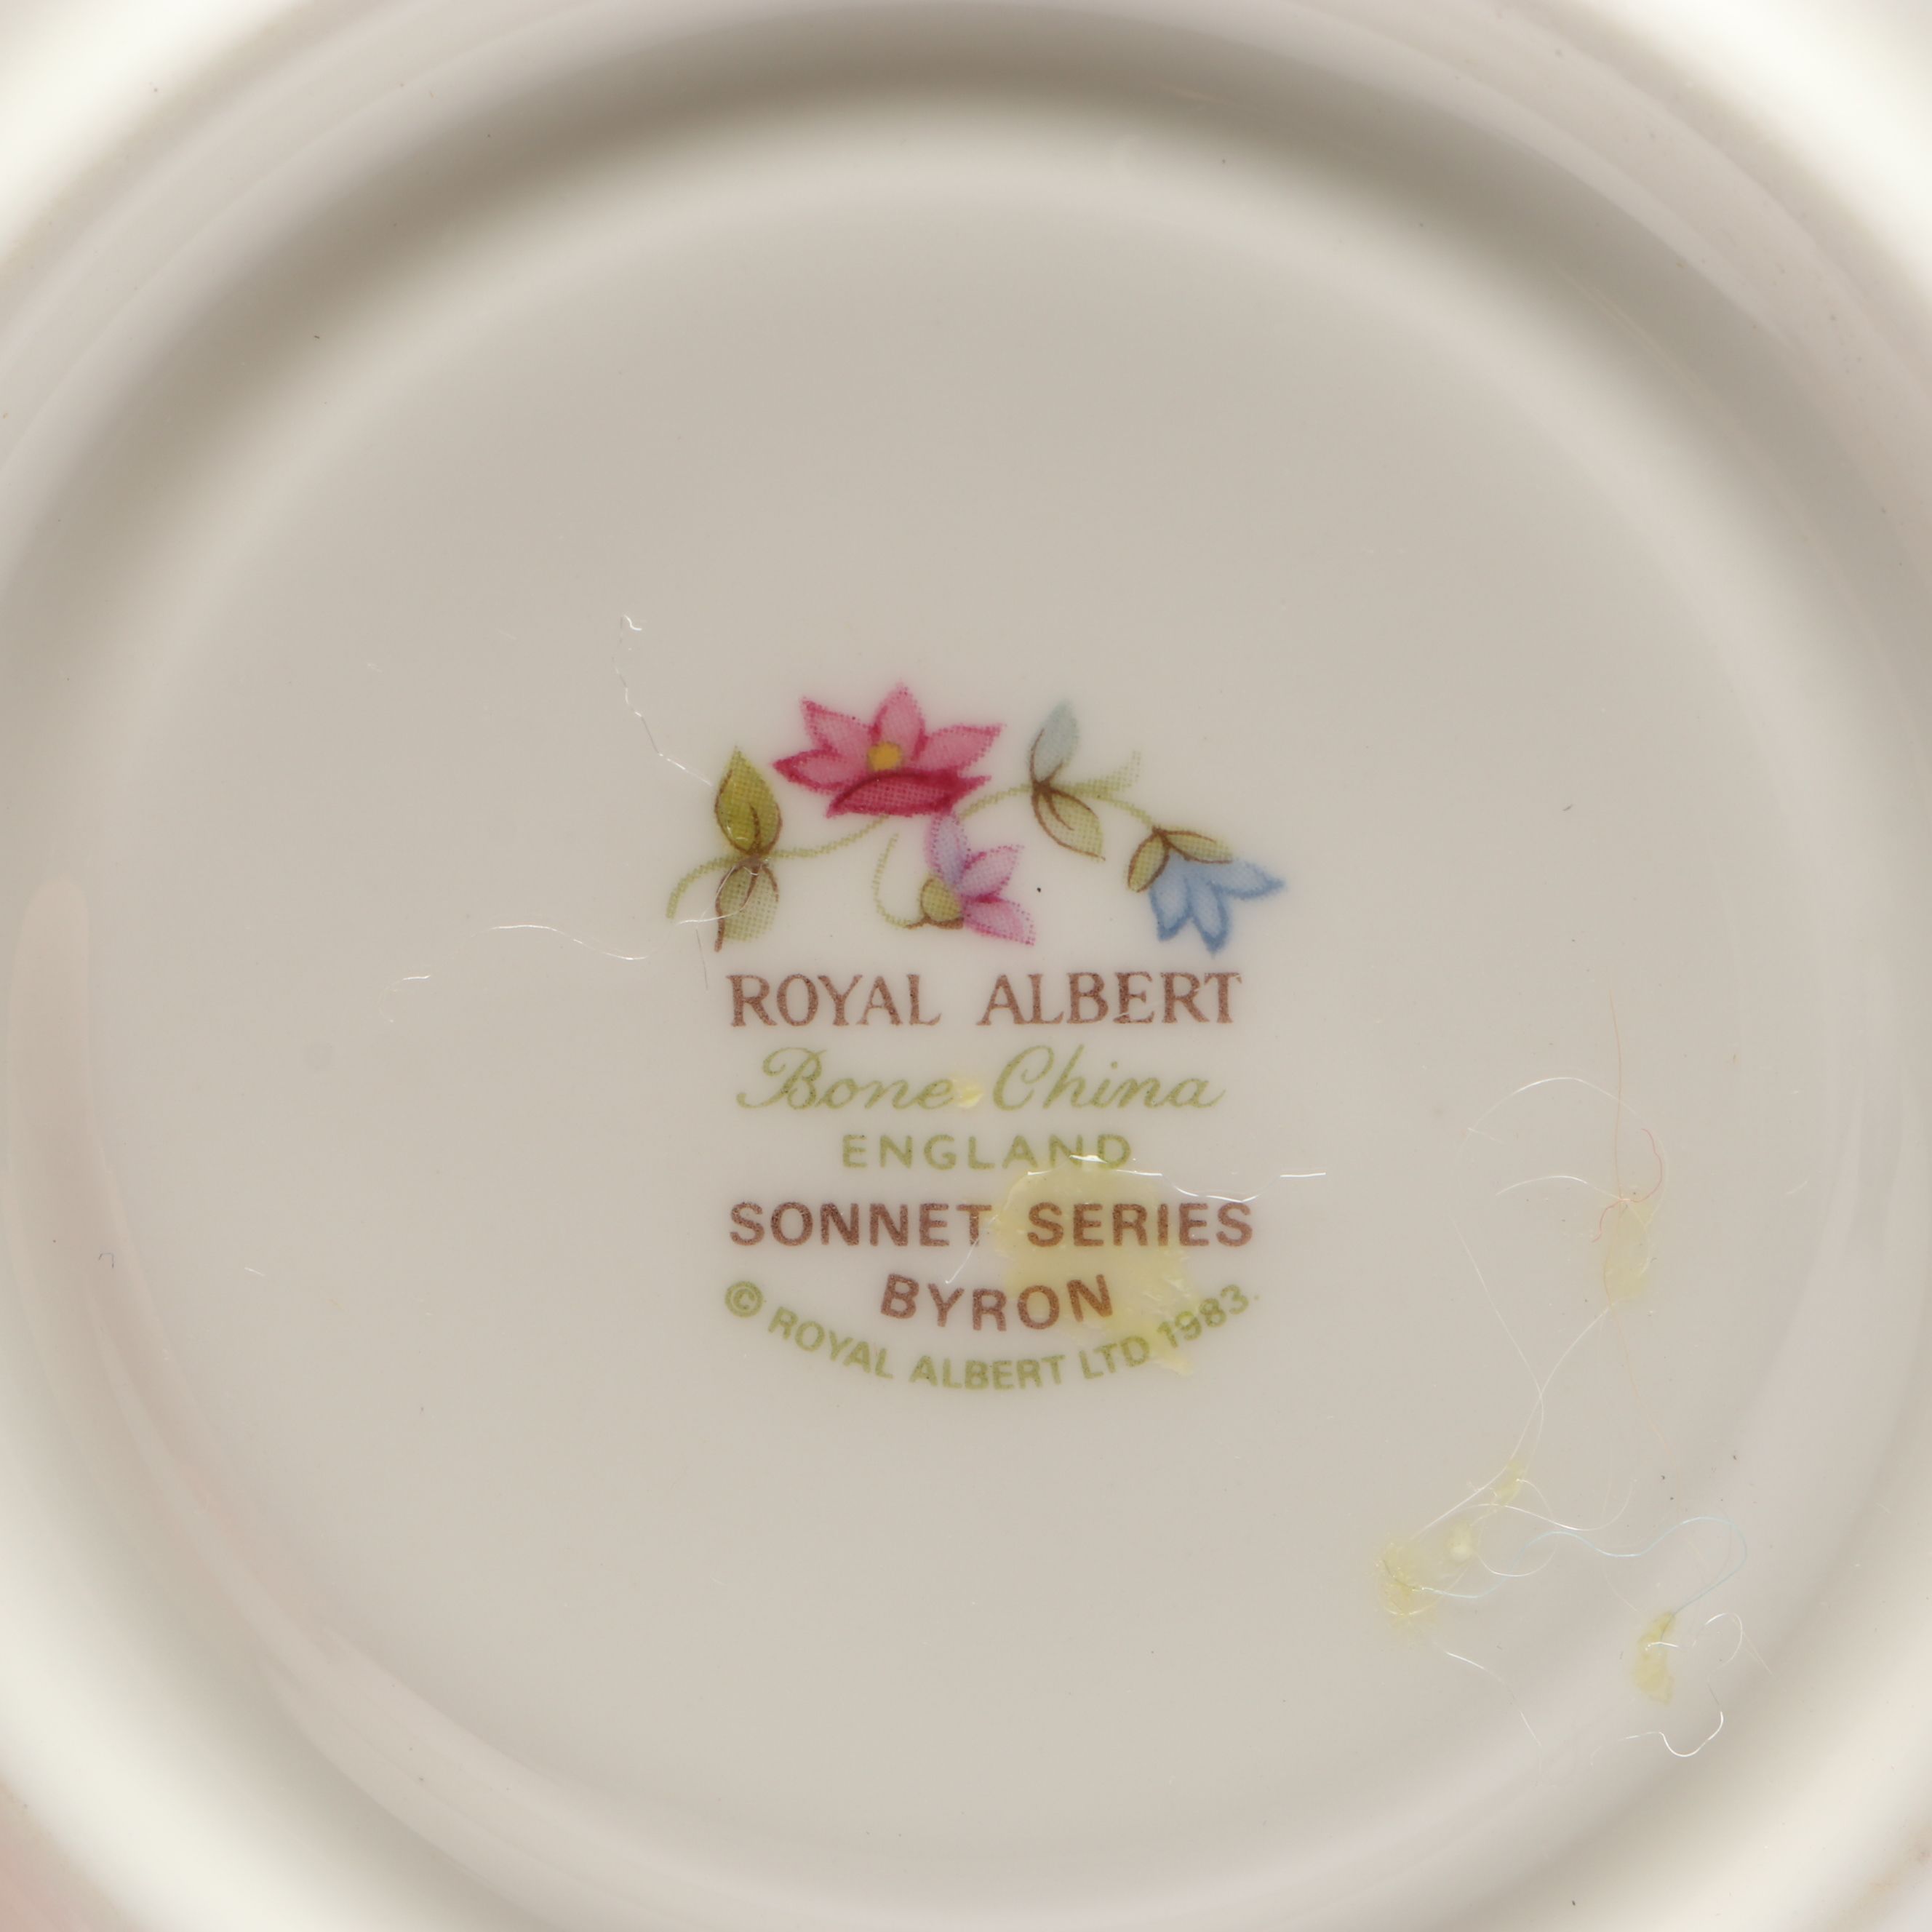 ROYAL ALBERT
Bone China
ENGLAND
SONNET SERIES
BYRON
© ROYAL ALBERT LTD 1983.